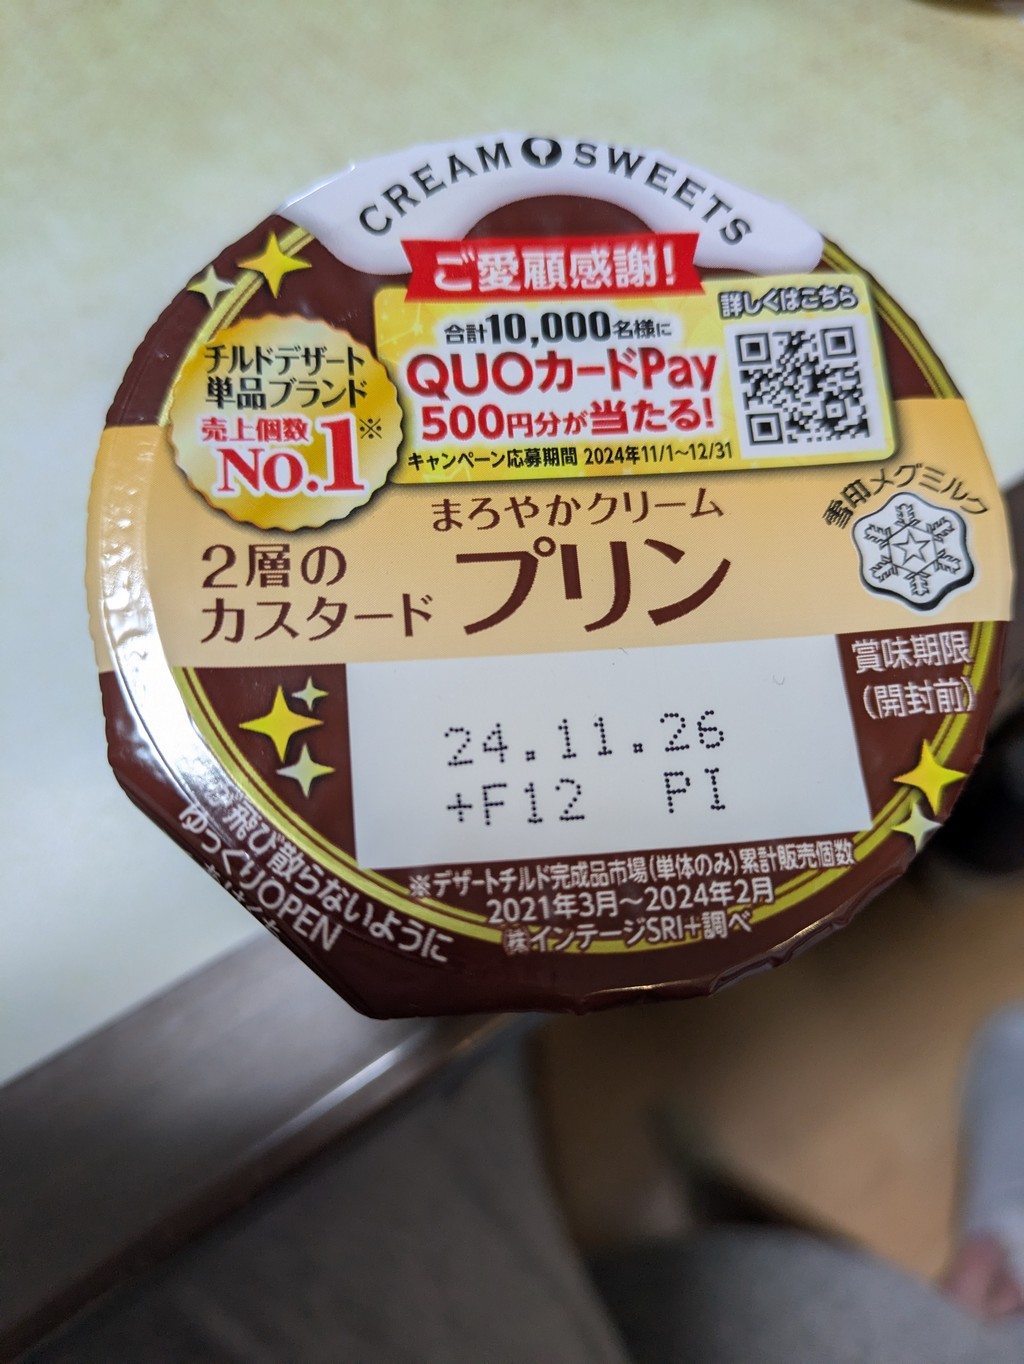 CREAM SWEETS
ご愛顧感謝!
合計10,000名様に
QUOカードPay
500円分が当たる!
キャンペーン応募期間 2024年11/1〜12/31
詳しくはこちら
チルドデザート
単品ブランド
売上個数
No.1※
雪印メグミルク
まろやかクリーム
2層の
カスタード
プリン
賞味期限
(開封前)
24.11.26
+F12 PI
※デザートチルド完成品市場(単体のみ)累計販売個数
2021年3月〜2024年2月
㈱インテージSRI+調べ
飛び散らないように
ゆっくりOPEN